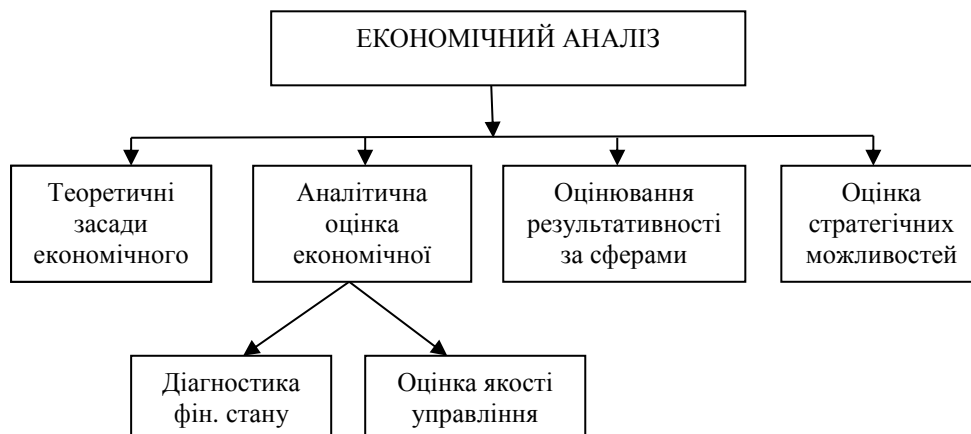 ЕКОНОМІЧНИЙ АНАЛІЗ
Теоретичні
засади
економічного
Аналітична
оцінка
економічної
Оцінювання
результативності
за сферами
Оцінка
стратегічних
можливостей
Діагностика
фін. стану
Оцінка якості
управління